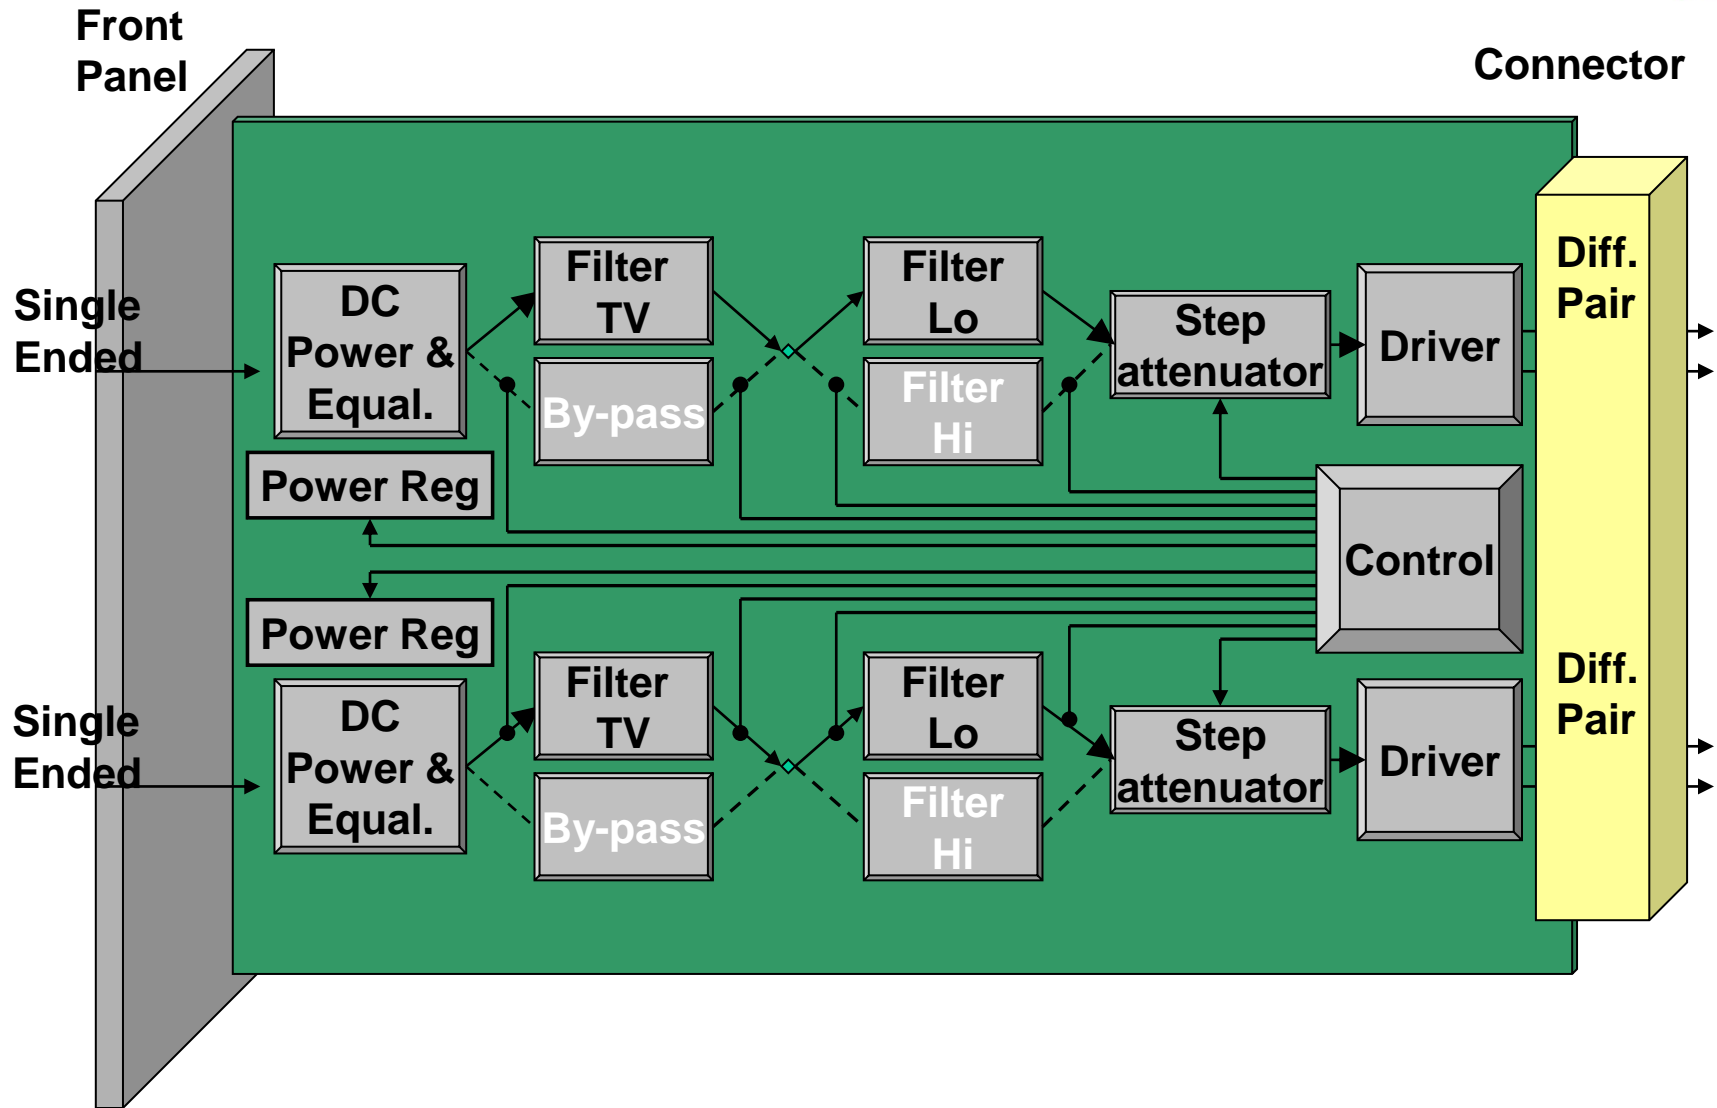 Front
Panel
Connector
Single
Ended
DC
Power &
Equal.
Filter
TV
By-pass
Filter
Lo
Filter
Hi
Step
attenuator
Driver
Diff.
Pair
Power Reg
Control
Power Reg
Single
Ended
DC
Power &
Equal.
Filter
TV
By-pass
Filter
Lo
Filter
Hi
Step
attenuator
Driver
Diff.
Pair